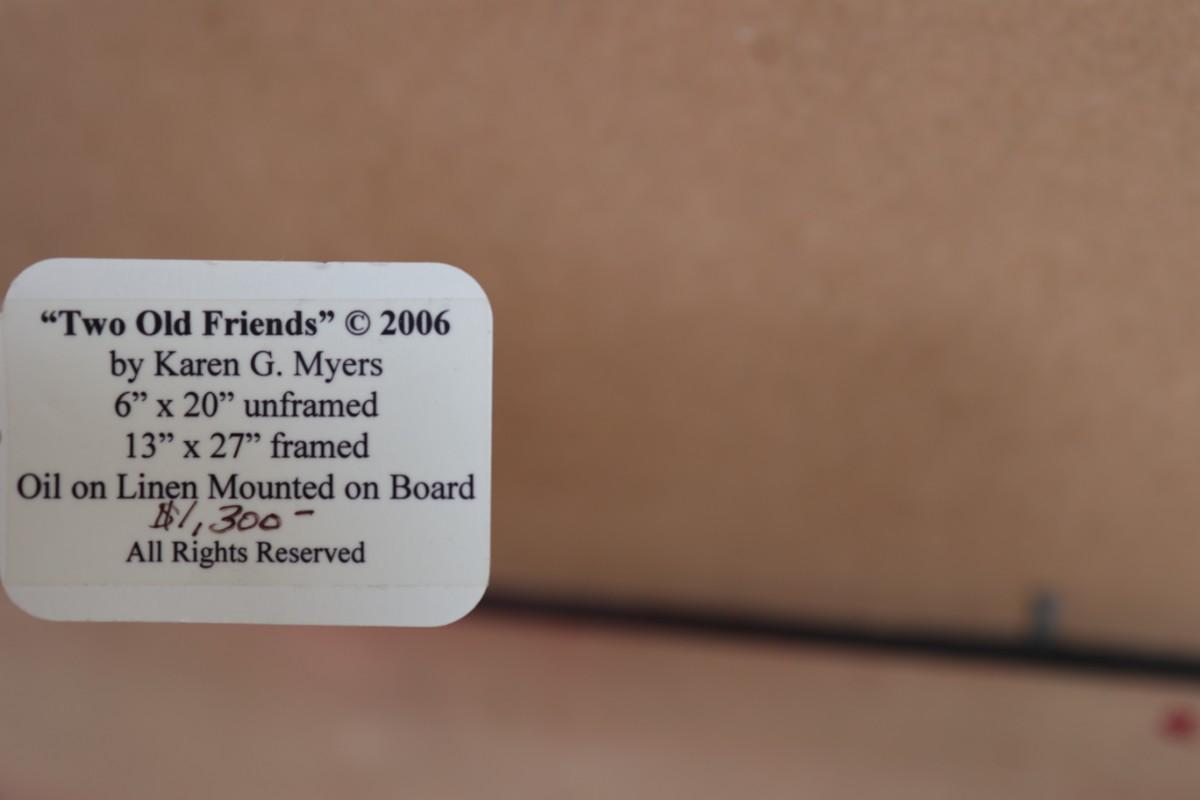 “Two Old Friends” © 2006
by Karen G. Myers
6” x 20” unframed
13” x 27” framed
Oil on Linen Mounted on Board
$1,300-
All Rights Reserved